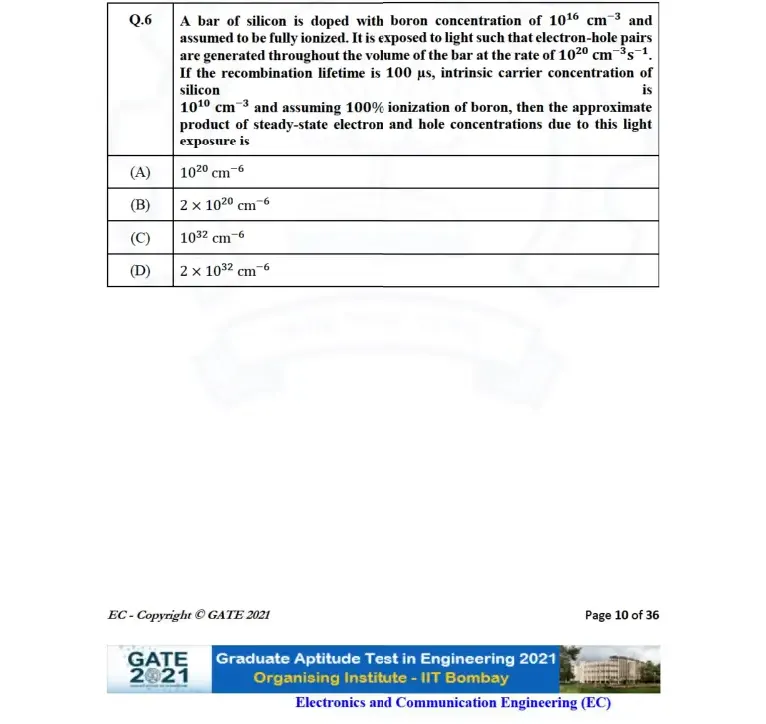 Q.6 A bar of silicon is doped with boron concentration of 10¹⁶ cm⁻³ and
assumed to be fully ionized. It is exposed to light such that electron-hole pairs
are generated throughout the volume of the bar at the rate of 10²⁰ cm⁻³s⁻¹.
If the recombination lifetime is 100 μs, intrinsic carrier concentration of
silicon is
10¹⁰ cm⁻³ and assuming 100% ionization of boron, then the approximate
product of steady-state electron and hole concentrations due to this light
exposure is
(A) 10²⁰ cm⁻⁶
(B) 2 × 10²⁰ cm⁻⁶
(C) 10³² cm⁻⁶
(D) 2 × 10³² cm⁻⁶
EC - Copyright © GATE 2021 Page 10 of 36
GATE
2021
Graduate Aptitude Test in Engineering 2021
Organising Institute - IIT Bombay
Electronics and Communication Engineering (EC)